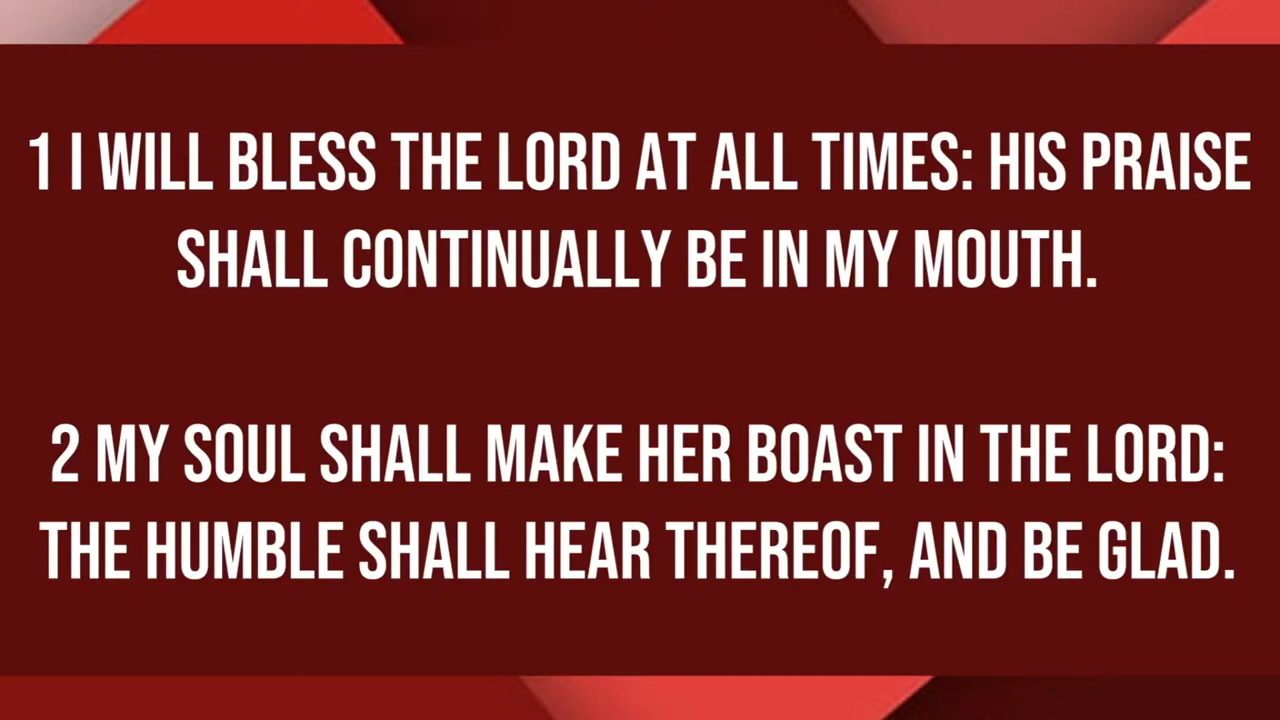 1 I WILL BLESS THE LORD AT ALL TIMES: HIS PRAISE
SHALL CONTINUALLY BE IN MY MOUTH.
2 MY SOUL SHALL MAKE HER BOAST IN THE LORD:
THE HUMBLE SHALL HEAR THEREOF, AND BE GLAD.